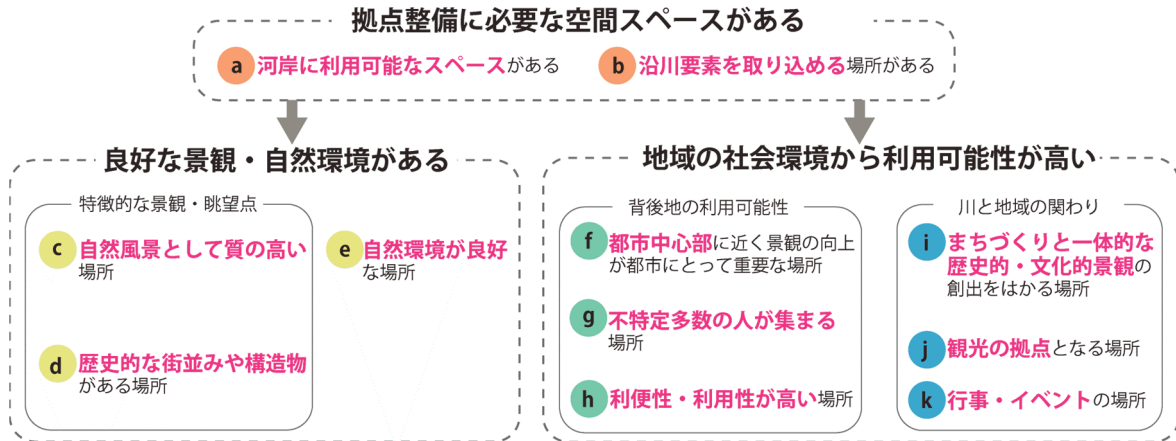 拠点整備に必要な空間スペースがある
a 河岸に利用可能なスペースがある
b 沿川要素を取り込める場所がある
良好な景観・自然環境がある
特徴的な景観・眺望点
c 自然風景として質の高い
場所
d 歴史的な街並みや構造物
がある場所
e 自然環境が良好
な場所
地域の社会環境から利用可能性が高い
背後地の利用可能性
f 都市中心部に近く景観の向上
が都市にとって重要な場所
g 不特定多数の人が集まる
場所
h 利便性・利用性が高い場所
川と地域の関わり
i まちづくりと一体的な
歴史的・文化的景観の
創出をはかる場所
j 観光の拠点となる場所
k 行事・イベントの場所